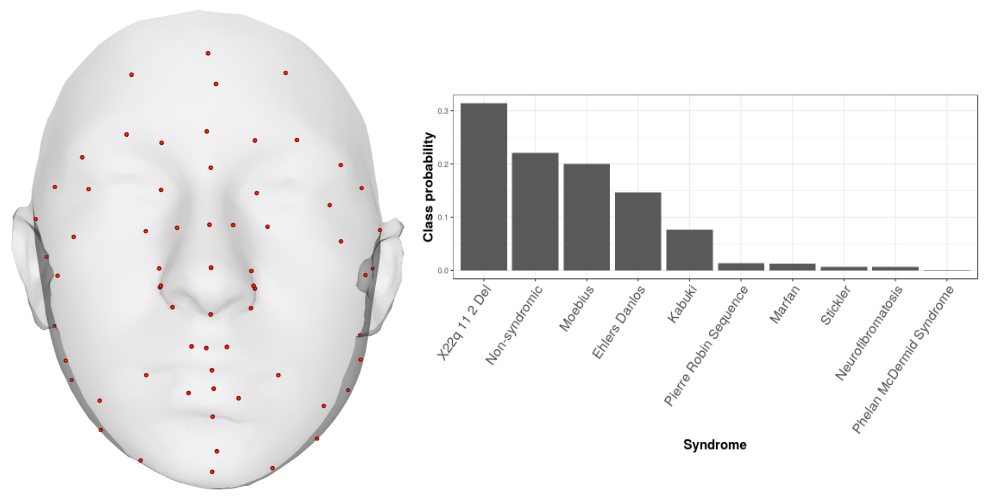 Class probability
0.3
0.2
0.1
0.0
X22q 11 2 Del
Non-syndromic
Moebius
Ehlers Danlos
Kabuki
Pierre Robin Sequence
Marfan
Stickler
Neurofibromatosis
Phelan McDermid Syndrome
Syndrome